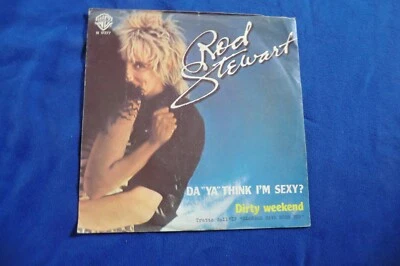 Rod
Stewart
DA "YA" THINK I'M SEXY?
Dirty weekend